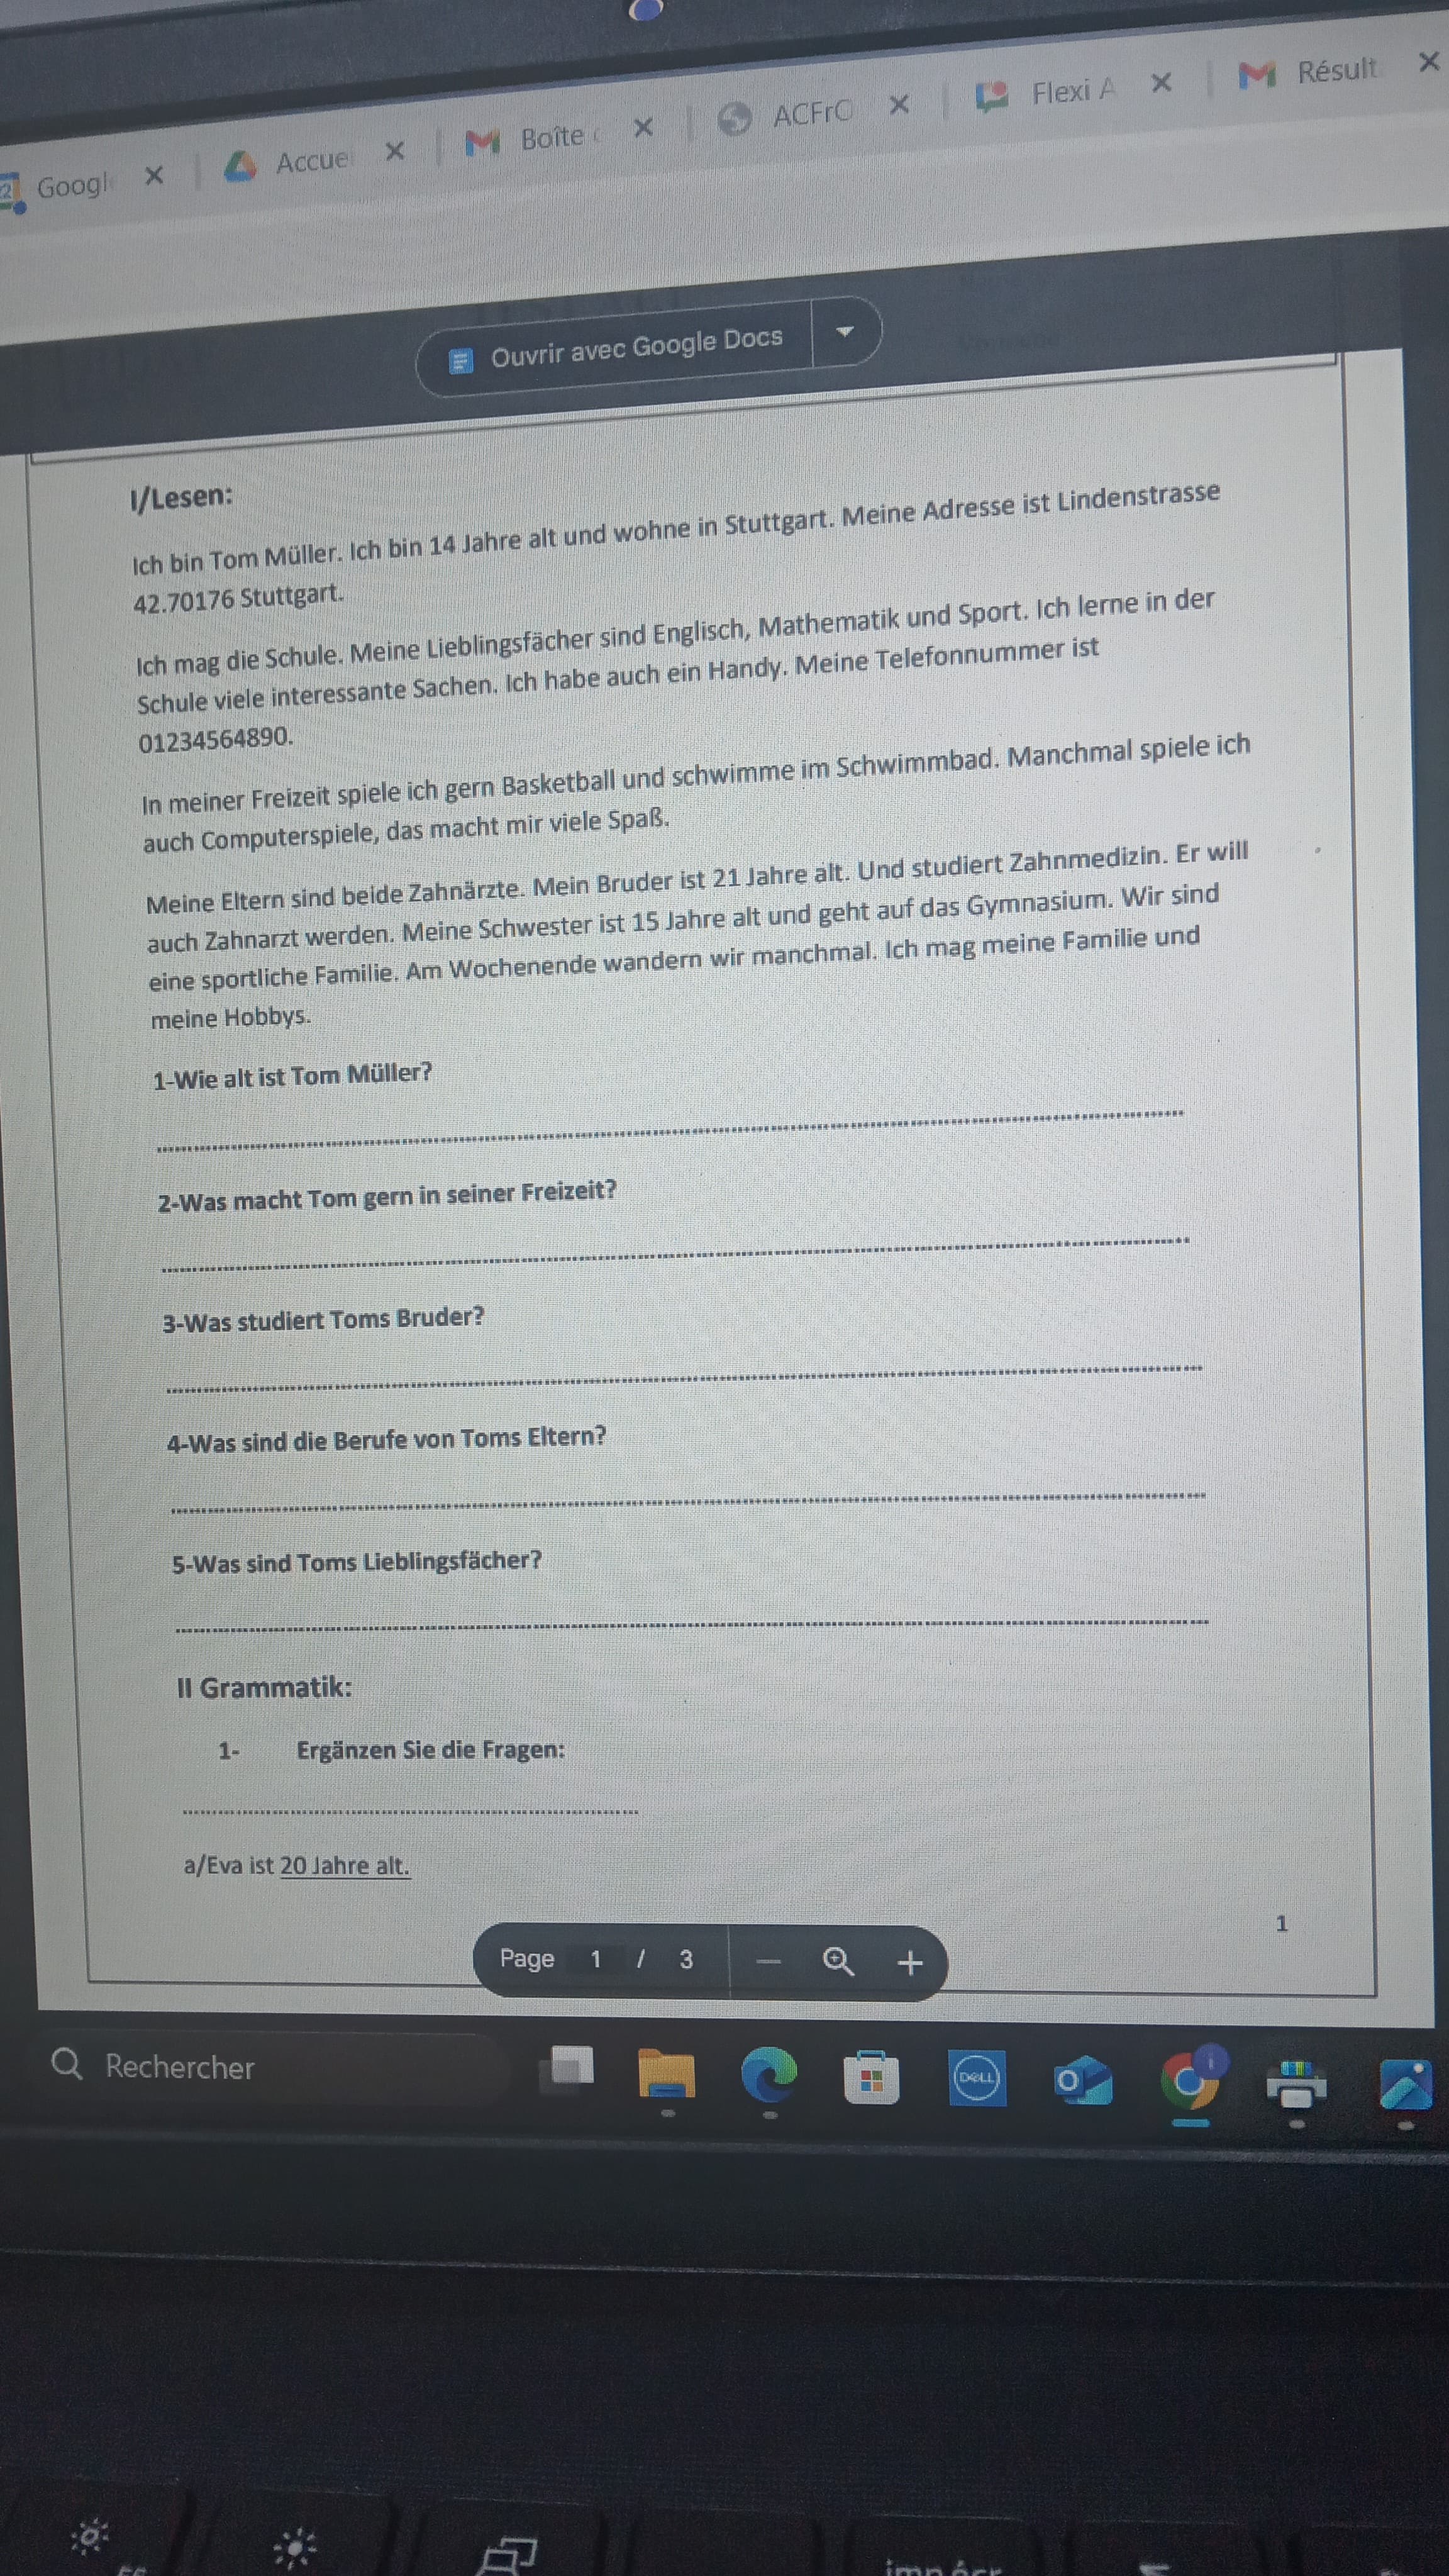 Googl
Accue
Boîte
ACFrO
Flexi A
Résult
Ouvrir avec Google Docs
I/Lesen:
Ich bin Tom Müller. Ich bin 14 Jahre alt und wohne in Stuttgart. Meine Adresse ist Lindenstrasse
42.70176 Stuttgart.
Ich mag die Schule. Meine Lieblingsfächer sind Englisch, Mathematik und Sport. Ich lerne in der
Schule viele interessante Sachen. Ich habe auch ein Handy. Meine Telefonnummer ist
01234564890.
In meiner Freizeit spiele ich gern Basketball und schwimme im Schwimmbad. Manchmal spiele ich
auch Computerspiele, das macht mir viele Spaß.
Meine Eltern sind beide Zahnärzte. Mein Bruder ist 21 Jahre alt. Und studiert Zahnmedizin. Er will
auch Zahnarzt werden. Meine Schwester ist 15 Jahre alt und geht auf das Gymnasium. Wir sind
eine sportliche Familie. Am Wochenende wandern wir manchmal. Ich mag meine Familie und
meine Hobbys.
1-Wie alt ist Tom Müller?
2-Was macht Tom gern in seiner Freizeit?
3-Was studiert Toms Bruder?
4-Was sind die Berufe von Toms Eltern?
5-Was sind Toms Lieblingsfächer?
II Grammatik:
1- Ergänzen Sie die Fragen:
a/Eva ist 20 Jahre alt.
1
Page 1 / 3
Rechercher
DELL